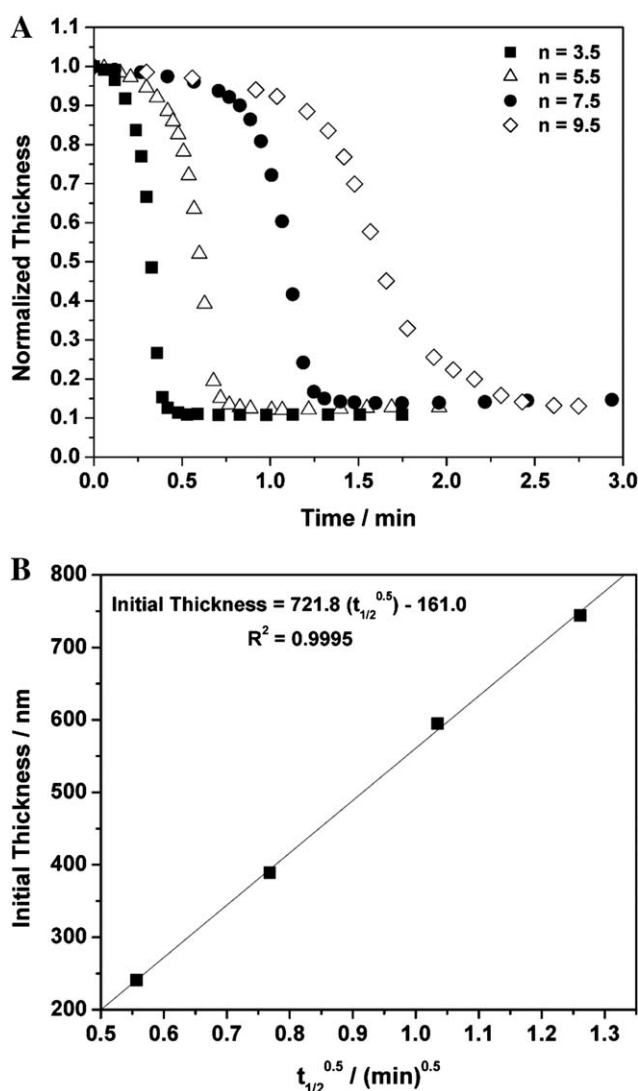 A
1.1
1.0
0.9
0.8
0.7
0.6
0.5
0.4
0.3
0.2
0.1
0.0
Normalized Thickness
n = 3.5
n = 5.5
n = 7.5
n = 9.5
0.0 0.5 1.0 1.5 2.0 2.5 3.0
Time / min
B
800
700
600
500
400
300
200
Initial Thickness / nm
Initial Thickness = 721.8 (t1/2^0.5) - 161.0
R² = 0.9995
0.5 0.6 0.7 0.8 0.9 1.0 1.1 1.2 1.3
t1/2^0.5 / (min)^0.5